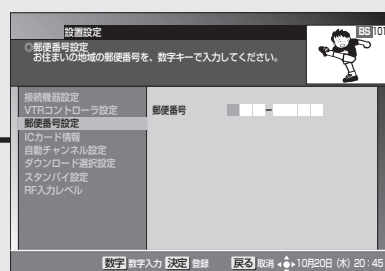 設置設定
BS 101
◎郵便番号設定
お住まいの地域の郵便番号を、数字キーで入力してください。
接続機器設定
VTRコントローラ設定
郵便番号設定
ICカード情報
自動チャンネル設定
ダウンロード選択設定
スタンバイ設定
RF入力レベル
郵便番号 -
数字 数字入力 決定 登録 戻る 取消 10月20日(木) 20:45